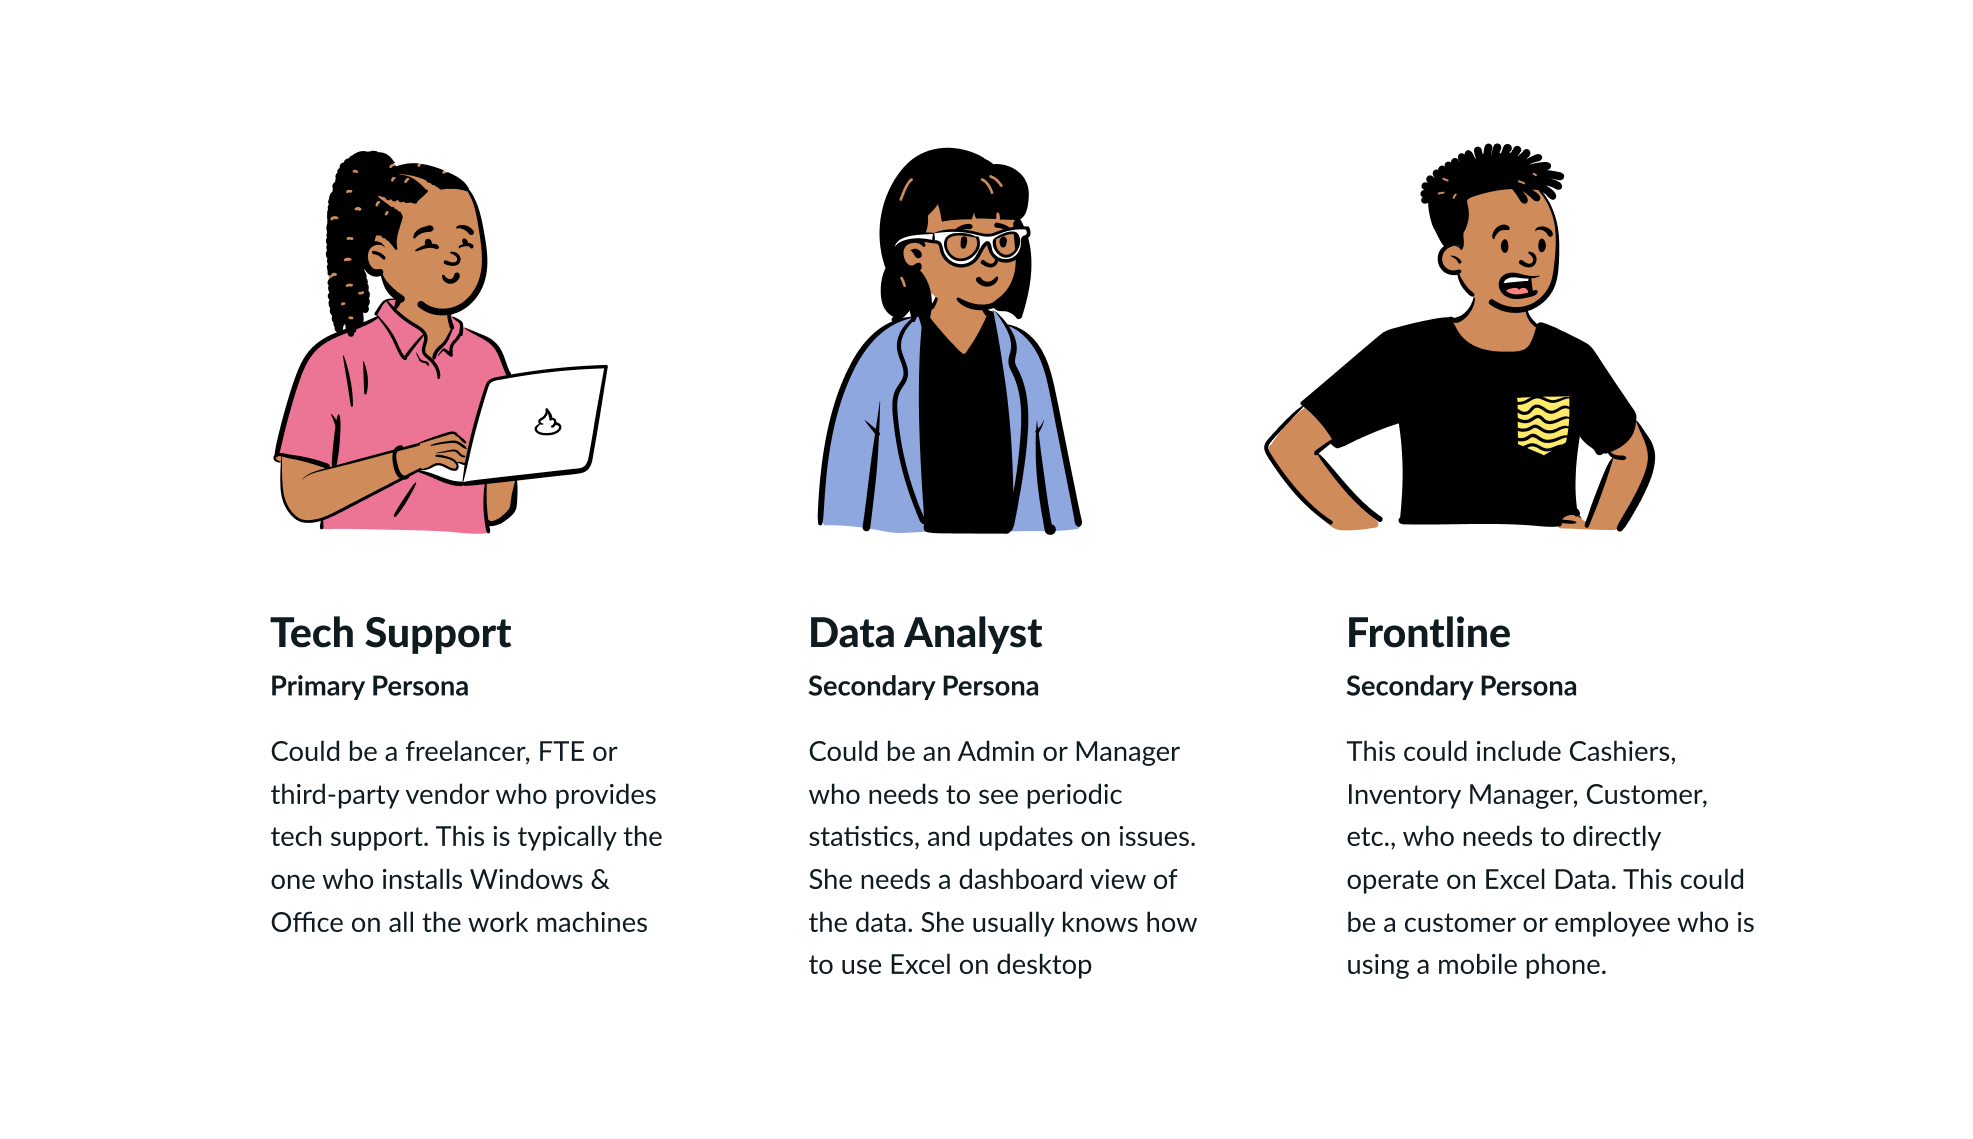 Tech Support
Primary Persona
Could be a freelancer, FTE or
third-party vendor who provides
tech support. This is typically the
one who installs Windows &
Office on all the work machines
Data Analyst
Secondary Persona
Could be an Admin or Manager
who needs to see periodic
statistics, and updates on issues.
She needs a dashboard view of
the data. She usually knows how
to use Excel on desktop
Frontline
Secondary Persona
This could include Cashiers,
Inventory Manager, Customer,
etc., who needs to directly
operate on Excel Data. This could
be a customer or employee who is
using a mobile phone.